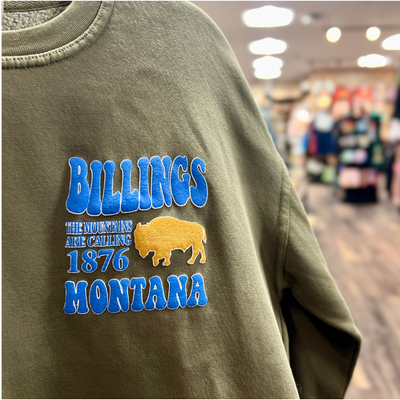 BILLINGS
THE MOUNTAINS
ARE CALLING
1876
MONTANA